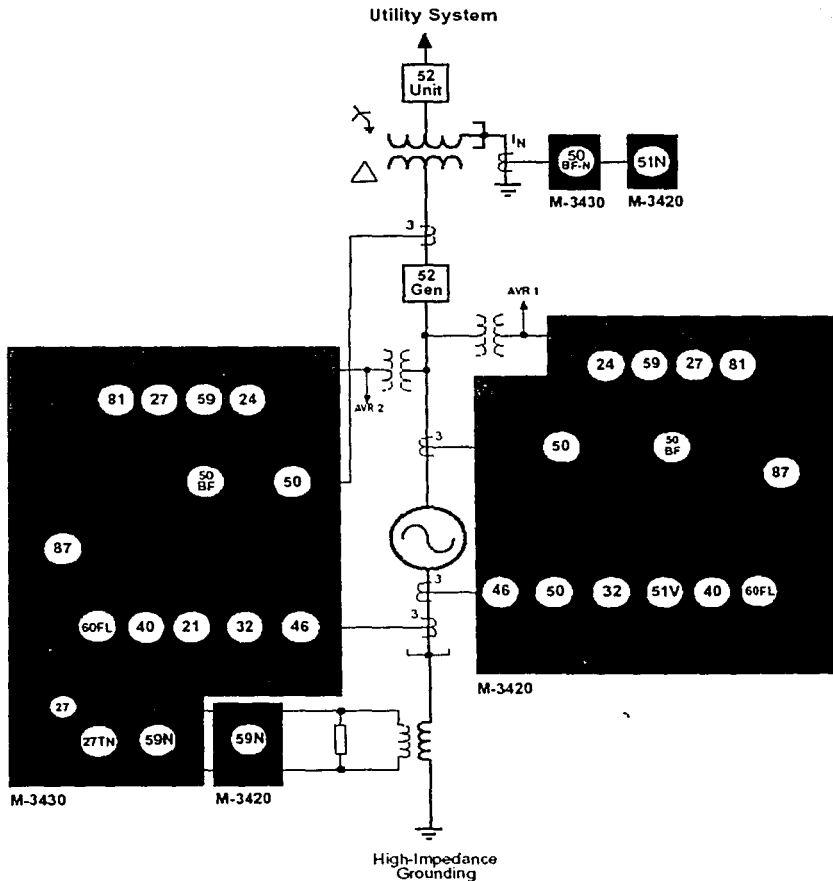 Utility System
52
Unit
I N
50
BF-N
51N
M-3430
M-3420
3
52
Gen
AVR 1
24 59 27 81
81 27 59 24
AVR 2
50
BF
50
3
50
50
BF
87
87
3
46 50 32 51V 40 60FL
3
60FL 40 21 32 46
M-3420
27
27TN 59N
59N
M-3430
M-3420
High-Impedance
Grounding